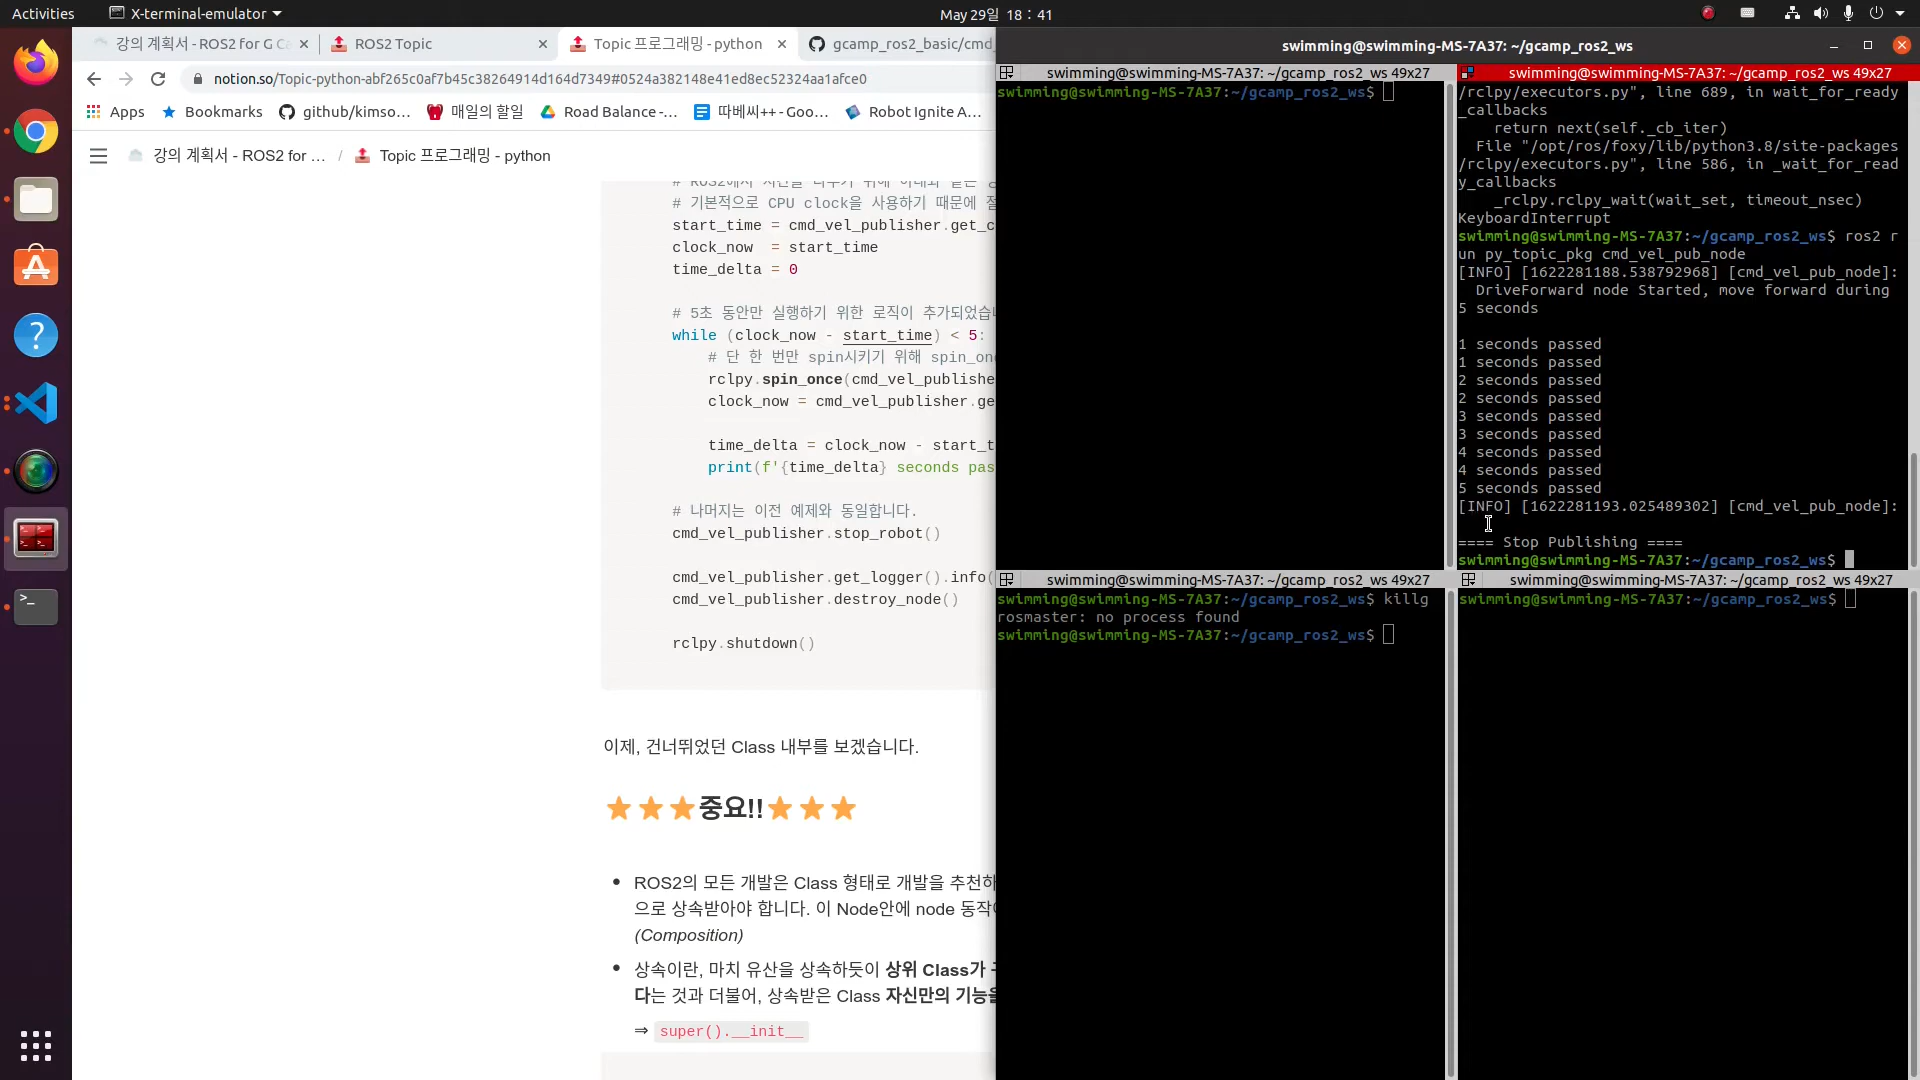 Activities
X-terminal-emulator
May 29일 18 : 41
강의 계획서 - ROS2 for G Ca
ROS2 Topic
Topic 프로그래밍 - python
gcamp_ros2_basic/cmd_
notion.so/Topic-python-abf265c0af7b45c38264914d164d7349#0524a382148e41ed8ec52324aa1afce0
Apps
Bookmarks
github/kimso...
매일의 할일
Road Balance -...
따베씨++ - Goo...
Robot Ignite A...
강의 계획서 - ROS2 for ... / Topic 프로그래밍 - python
# 기본적으로 CPU clock을 사용하기 때문에 절
start_time = cmd_vel_publisher.get_c
clock_now  = start_time
time_delta = 0
# 5초 동안만 실행하기 위한 로직이 추가되었습니
while (clock_now - start_time) < 5:
# 단 한 번만 spin시키기 위해 spin_on
rclpy.spin_once(cmd_vel_publishe
clock_now = cmd_vel_publisher.ge
time_delta = clock_now - start_t
print(f'{time_delta} seconds pas
# 나머지는 이전 예제와 동일합니다.
cmd_vel_publisher.stop_robot()
cmd_vel_publisher.get_logger().info(
cmd_vel_publisher.destroy_node()
rclpy.shutdown()
이제, 건너뛰었던 Class 내부를 보겠습니다.
중요!!
ROS2의 모든 개발은 Class 형태로 개발을 추천하
으로 상속받아야 합니다. 이 Node안에 node 동작에
(Composition)
상속이란, 마치 유산을 상속하듯이 상위 Class가
다는 것과 더불어, 상속받은 Class 자신만의 기능을
⇒ super().__init__
swimming@swimming-MS-7A37: ~/gcamp_ros2_ws
swimming@swimming-MS-7A37: ~/gcamp_ros2_ws 49x27
swimming@swimming-MS-7A37:~/gcamp_ros2_ws$
swimming@swimming-MS-7A37: ~/gcamp_ros2_ws 49x27
/rclpy/executors.py", line 689, in wait_for_ready
_callbacks
return next(self._cb_iter)
File "/opt/ros/foxy/lib/python3.8/site-packages
/rclpy/executors.py", line 586, in _wait_for_read
y_callbacks
_rclpy.rclpy_wait(wait_set, timeout_nsec)
KeyboardInterrupt
swimming@swimming-MS-7A37:~/gcamp_ros2_ws$ ros2 r
un py_topic_pkg cmd_vel_pub_node
[INFO] [1622281188.538792968] [cmd_vel_pub_node]:
DriveForward node Started, move forward during
5 seconds
1 seconds passed
1 seconds passed
2 seconds passed
2 seconds passed
3 seconds passed
3 seconds passed
4 seconds passed
4 seconds passed
5 seconds passed
[INFO] [1622281193.025489302] [cmd_vel_pub_node]:
==== Stop Publishing ====
swimming@swimming-MS-7A37:~/gcamp_ros2_ws$
swimming@swimming-MS-7A37: ~/gcamp_ros2_ws 49x27
swimming@swimming-MS-7A37:~/gcamp_ros2_ws$ killg
rosmaster: no process found
swimming@swimming-MS-7A37:~/gcamp_ros2_ws$
swimming@swimming-MS-7A37: ~/gcamp_ros2_ws 49x27
swimming@swimming-MS-7A37:~/gcamp_ros2_ws$